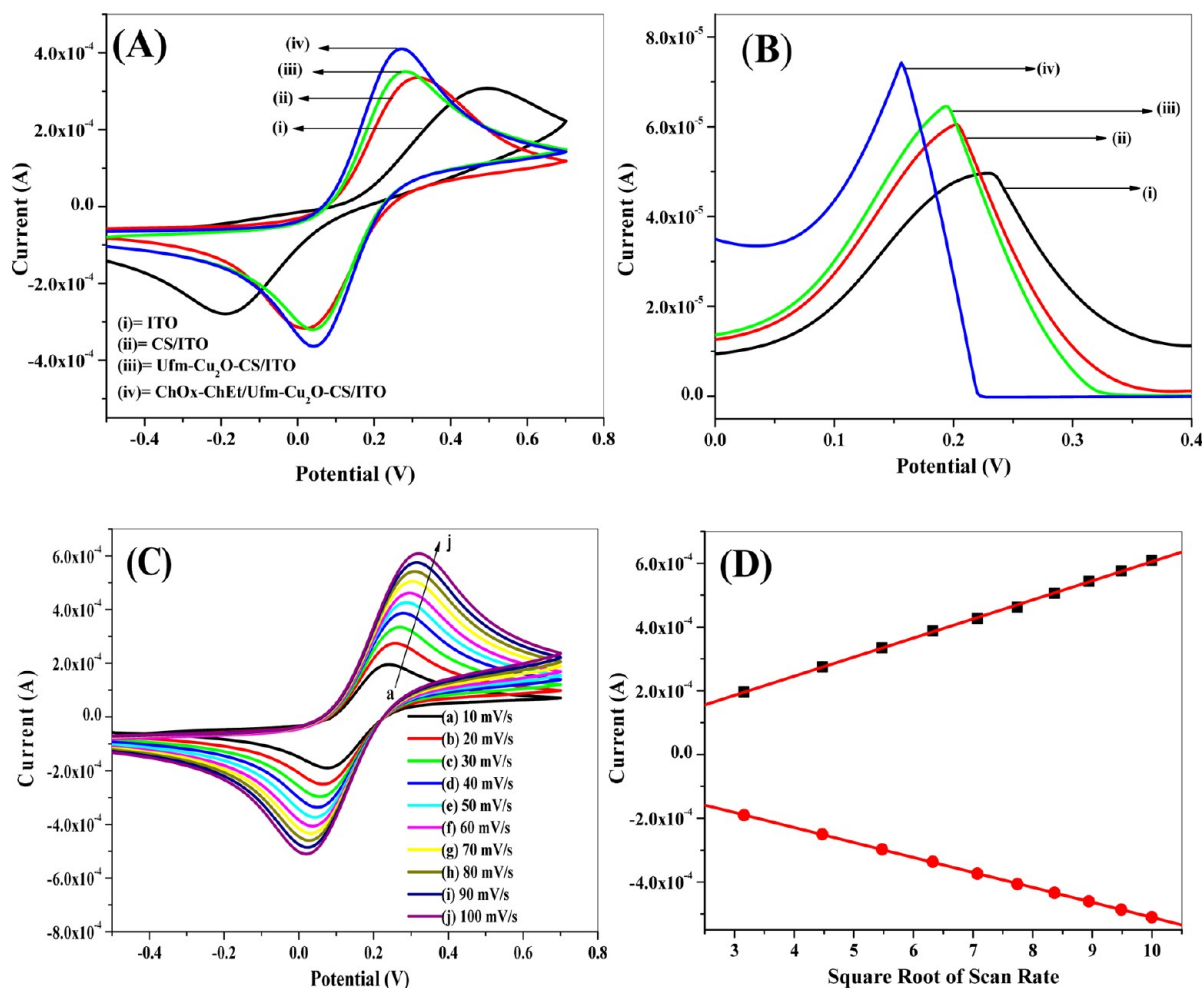 (A)
Current (A)
4.0x10⁻⁴
2.0x10⁻⁴
0.0
-2.0x10⁻⁴
-4.0x10⁻⁴
(iv)
(iii)
(ii)
(i)
(i)= ITO
(ii)= CS/ITO
(iii)= Ufm-Cu₂O-CS/ITO
(iv)= ChOx-ChEt/Ufm-Cu₂O-CS/ITO
-0.4 -0.2 0.0 0.2 0.4 0.6 0.8
Potential (V)
(B)
Current (A)
8.0x10⁻⁵
6.0x10⁻⁵
4.0x10⁻⁵
2.0x10⁻⁵
0.0
(iv)
(iii)
(ii)
(i)
0.0 0.1 0.2 0.3 0.4
Potential (V)
(C)
Current (A)
6.0x10⁻⁴
4.0x10⁻⁴
2.0x10⁻⁴
0.0
-2.0x10⁻⁴
-4.0x10⁻⁴
-6.0x10⁻⁴
-8.0x10⁻⁴
j
a
(a) 10 mV/s
(b) 20 mV/s
(c) 30 mV/s
(d) 40 mV/s
(e) 50 mV/s
(f) 60 mV/s
(g) 70 mV/s
(h) 80 mV/s
(i) 90 mV/s
(j) 100 mV/s
-0.4 -0.2 0.0 0.2 0.4 0.6 0.8
Potential (V)
(D)
Current (A)
6.0x10⁻⁴
4.0x10⁻⁴
2.0x10⁻⁴
0.0
-2.0x10⁻⁴
-4.0x10⁻⁴
3 4 5 6 7 8 9 10
Square Root of Scan Rate